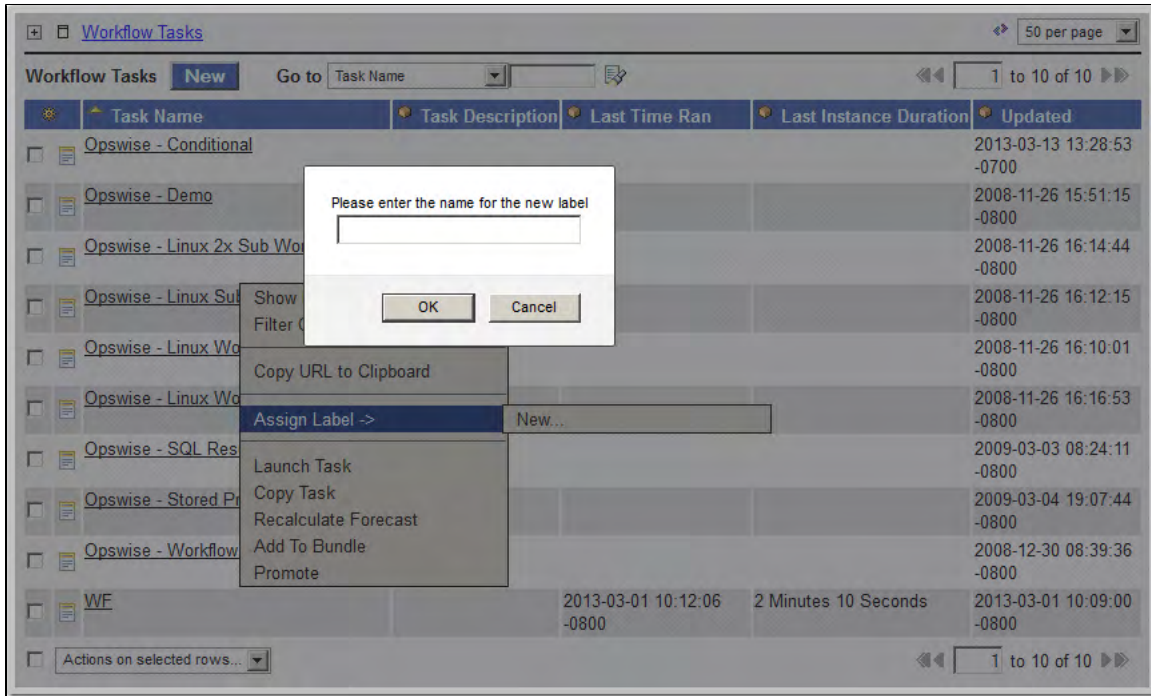 Workflow Tasks
50 per page
Workflow Tasks New Go to Task Name 1 to 10 of 10
Task Name Task Description Last Time Ran Last Instance Duration Updated
Opswise - Conditional 2013-03-13 13:28:53
-0700
Opswise - Demo 2008-11-26 15:51:15
-0800
Opswise - Linux 2x Sub 2008-11-26 16:14:44
-0800
Opswise - Linux 2008-11-26 16:12:15
-0800
Opswise - Linux 2008-11-26 16:10:01
-0800
Opswise - Linux 2008-11-26 16:16:53
-0800
Opswise - SQL 2009-03-03 08:24:11
-0800
Opswise - Stored 2009-03-04 19:07:44
-0800
Opswise - Workflow 2008-12-30 08:39:36
-0800
WF 2013-03-01 10:12:06 2 Minutes 10 Seconds 2013-03-01 10:09:00
-0800 -0800
Please enter the name for the new label
OK Cancel
Show
Filter
Copy URL to Clipboard
Assign Label -> New...
Launch Task
Copy Task
Recalculate Forecast
Add To Bundle
Promote
Actions on selected rows... 1 to 10 of 10